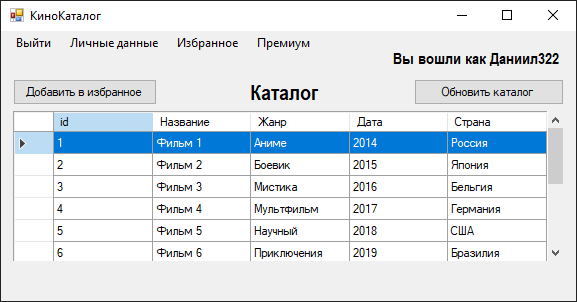 КиноКаталог
Выйти Личные данные Избранное Премиум
Вы вошли как Даниил322
Добавить в избранное Каталог Обновить каталог
id Название Жанр Дата Страна
1 Фильм 1 Аниме 2014 Россия
2 Фильм 2 Боевик 2015 Япония
3 Фильм 3 Мистика 2016 Бельгия
4 Фильм 4 Мультфильм 2017 Германия
5 Фильм 5 Научный 2018 США
6 Фильм 6 Приключения 2019 Бразилия